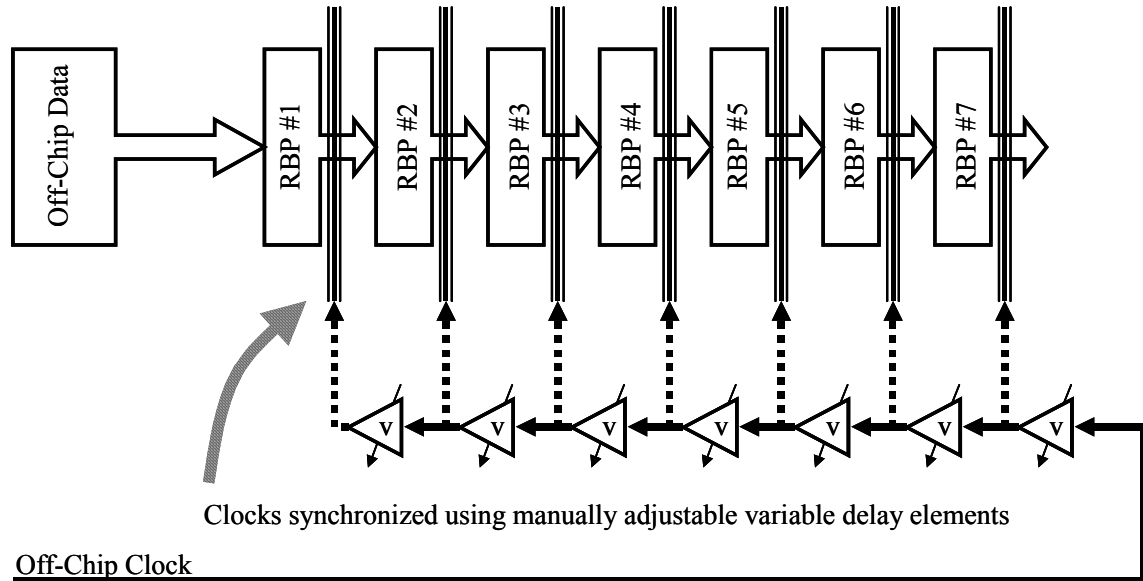 Off-Chip Data
RBP #1
RBP #2
RBP #3
RBP #4
RBP #5
RBP #6
RBP #7
v
v
v
v
v
v
v
Clocks synchronized using manually adjustable variable delay elements
Off-Chip Clock